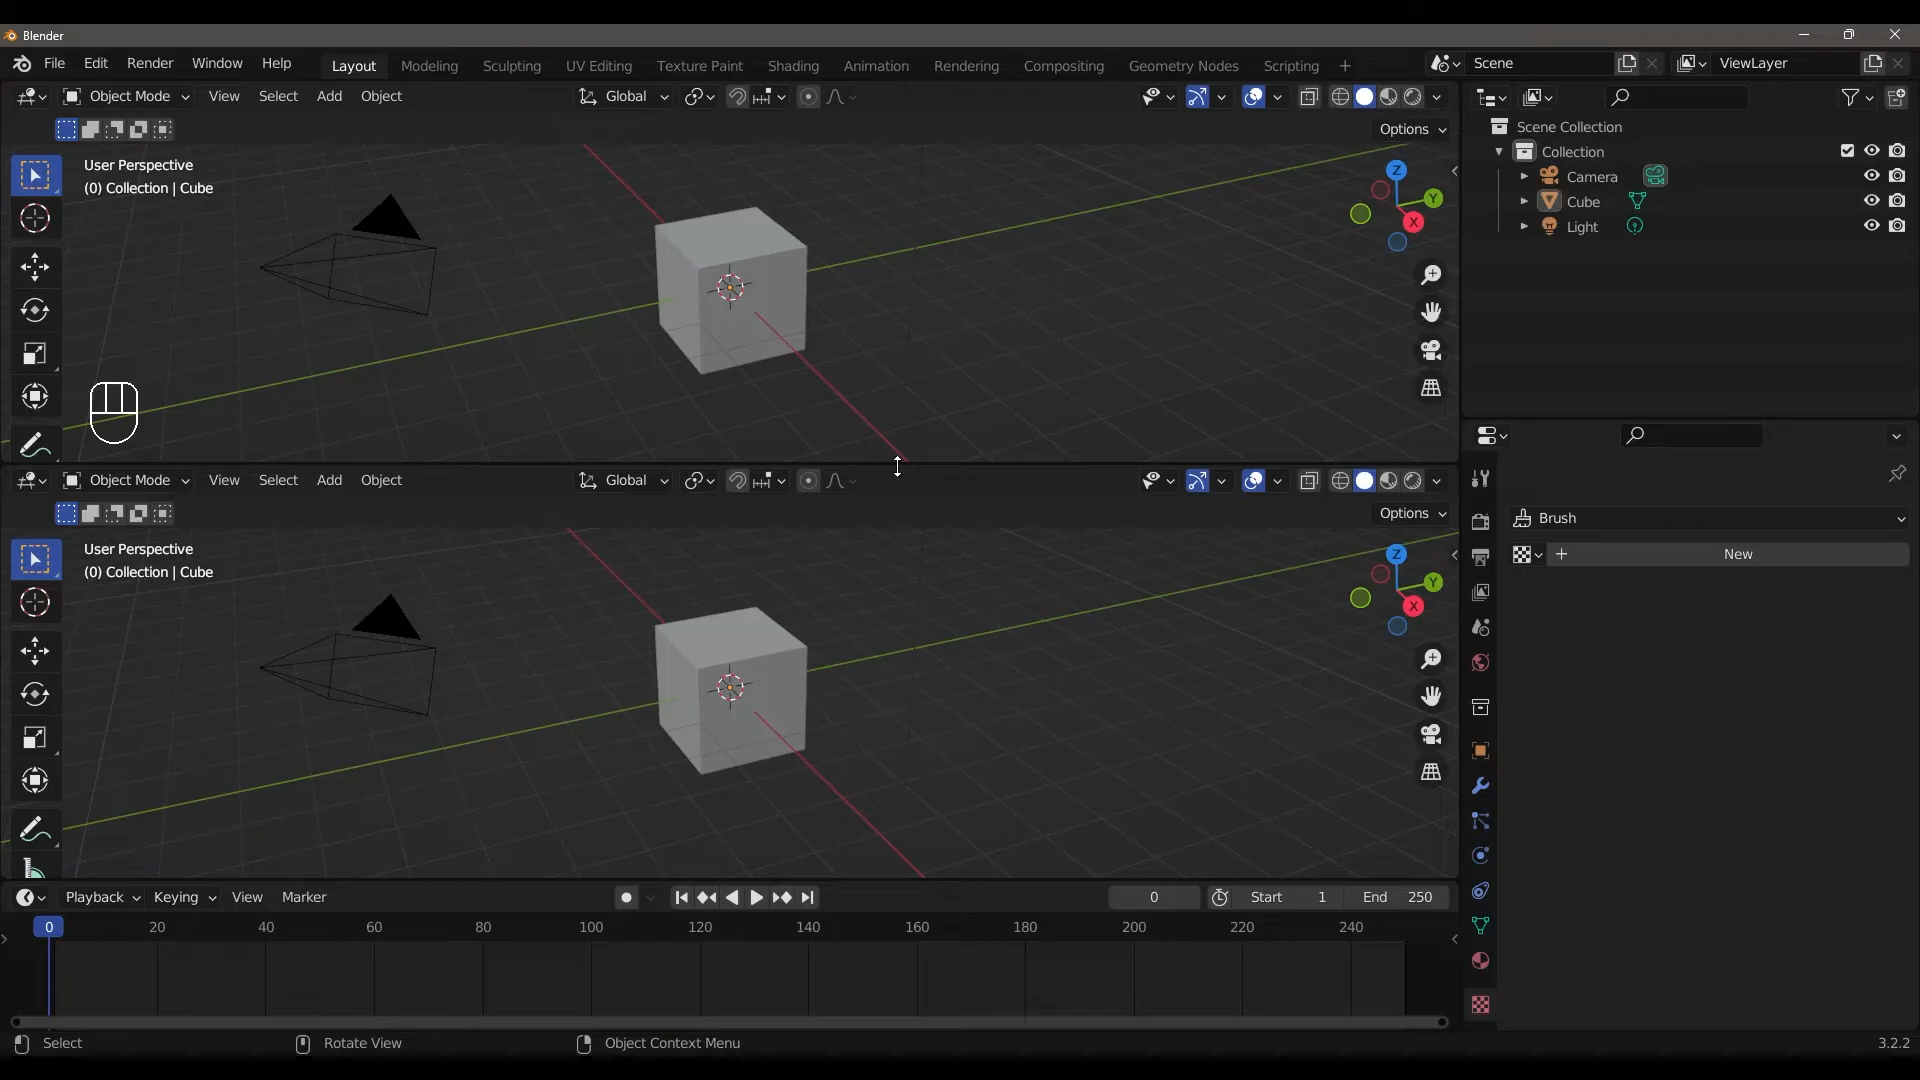 Blender
File Edit Render Window Help Layout Modeling Sculpting UV Editing Texture Paint Shading Animation Rendering Compositing Geometry Nodes Scripting + Scene ViewLayer
Object Mode View Select Add Object Global
Options
User Perspective
(0) Collection | Cube
Z
Y
X
Scene Collection
Collection
Camera
Cube
Light
Object Mode View Select Add Object Global
Options
User Perspective
(0) Collection | Cube
Z
Y
X
Brush
+ New
Playback Keying View Marker 0 Start 1 End 250
0 20 40 60 80 100 120 140 160 180 200 220 240
Select Rotate View Object Context Menu 3.2.2